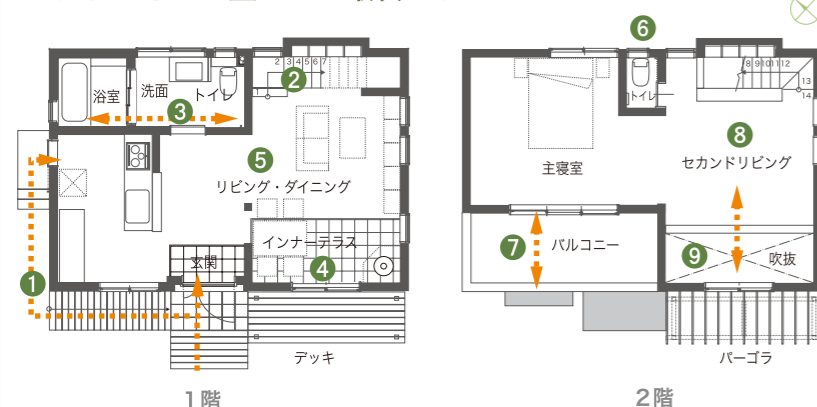 6
2 3 4 5 6 7
1
2
浴室
洗面
トイレ
3
8 9 10 11 12
13
14
トイレ
8
セカンドリビング
主寝室
5
リビング・ダイニング
インナーテラス
玄関
4
1
7
バルコニー
9
吹抜
デッキ
パーゴラ
1階
2階